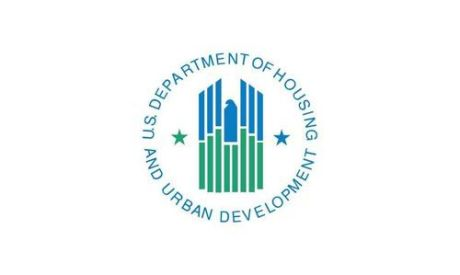 U.S. DEPARTMENT OF HOUSING
AND URBAN DEVELOPMENT